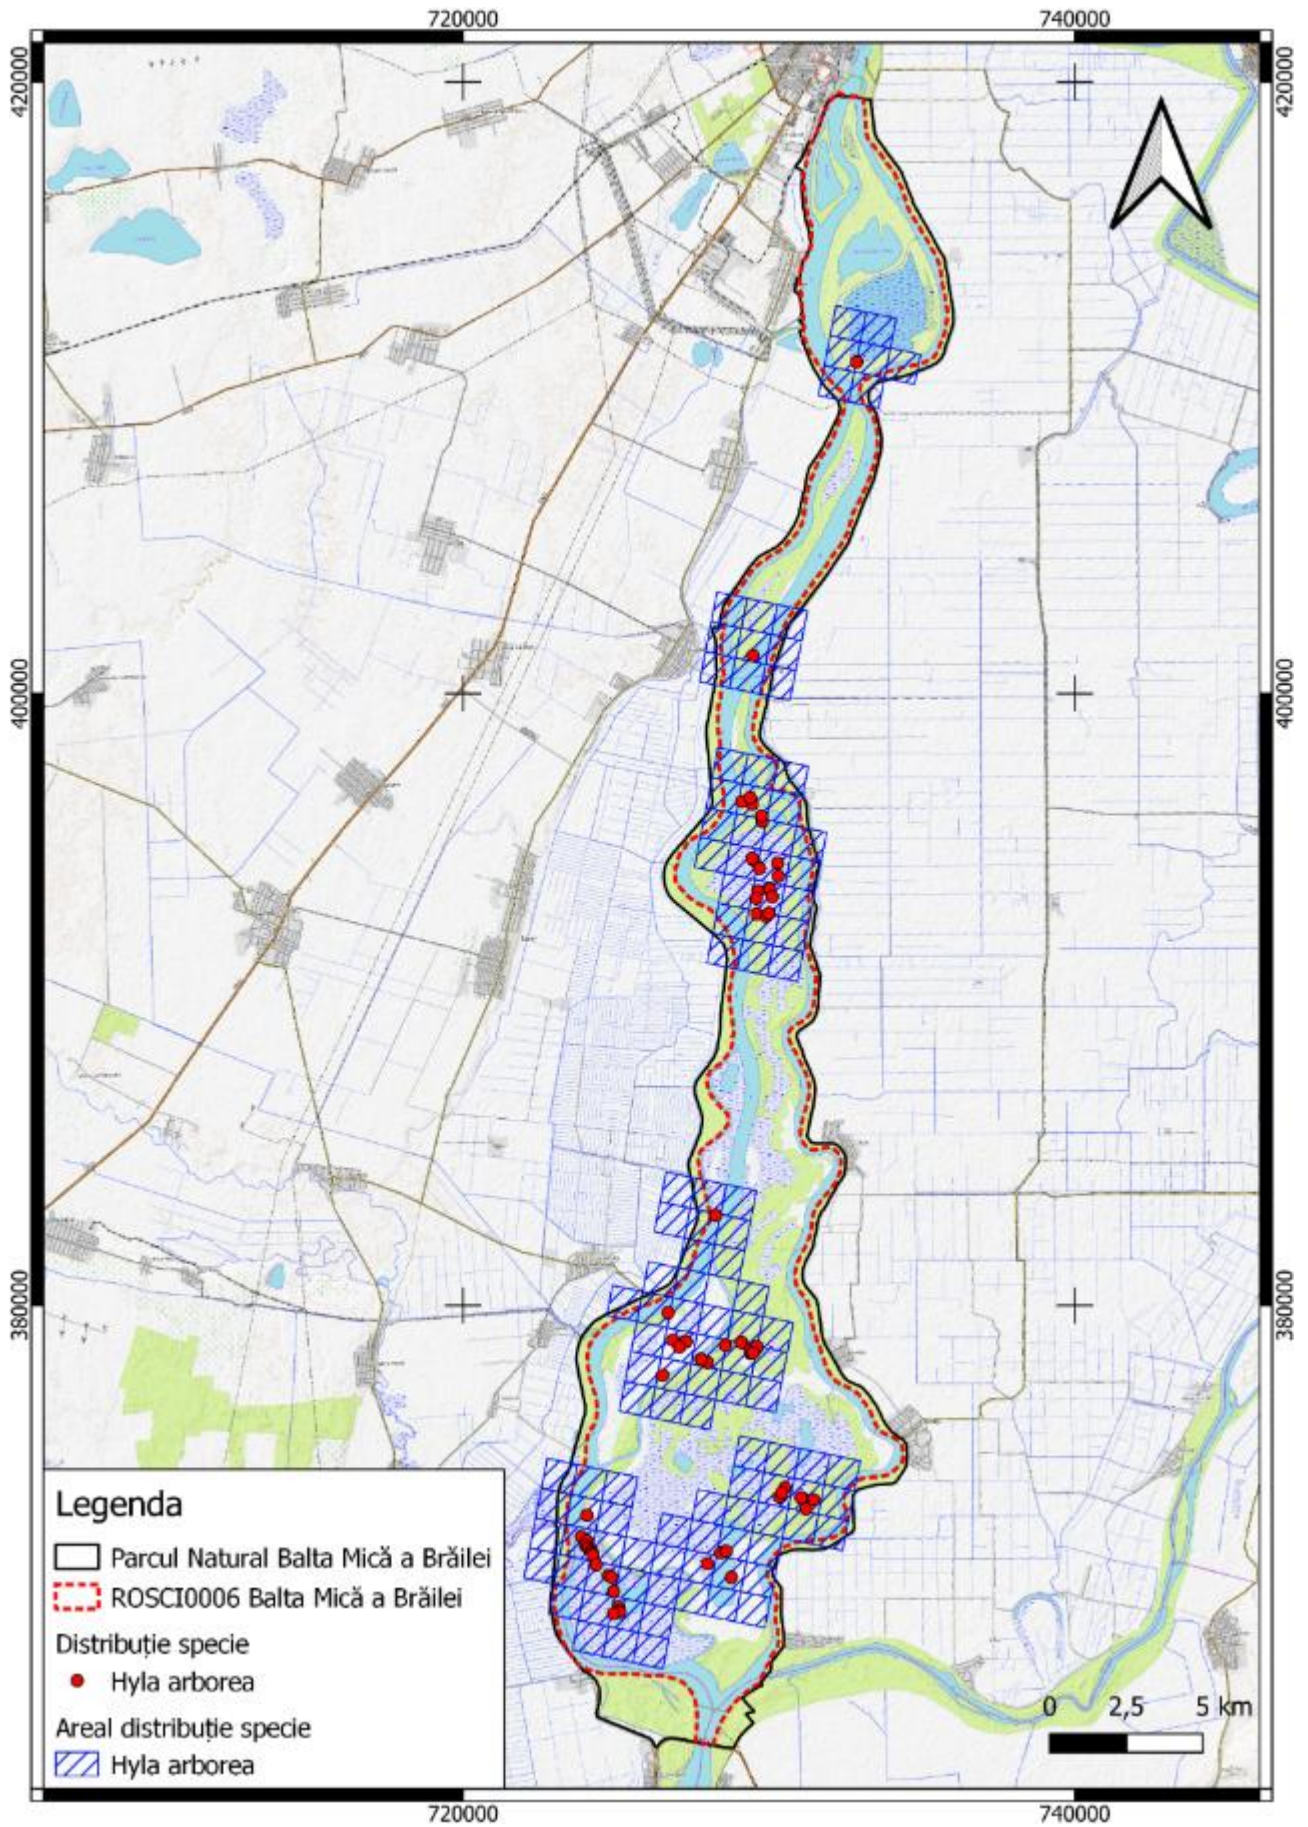 720000
740000
420000
420000
400000
400000
380000
380000
Legenda
Parcul Natural Balta Mică a Brăilei
ROSCI0006 Balta Mică a Brăilei
Distribuție specie
Hyla arborea
Areal distribuție specie
Hyla arborea
0 2,5 5 km
720000
740000